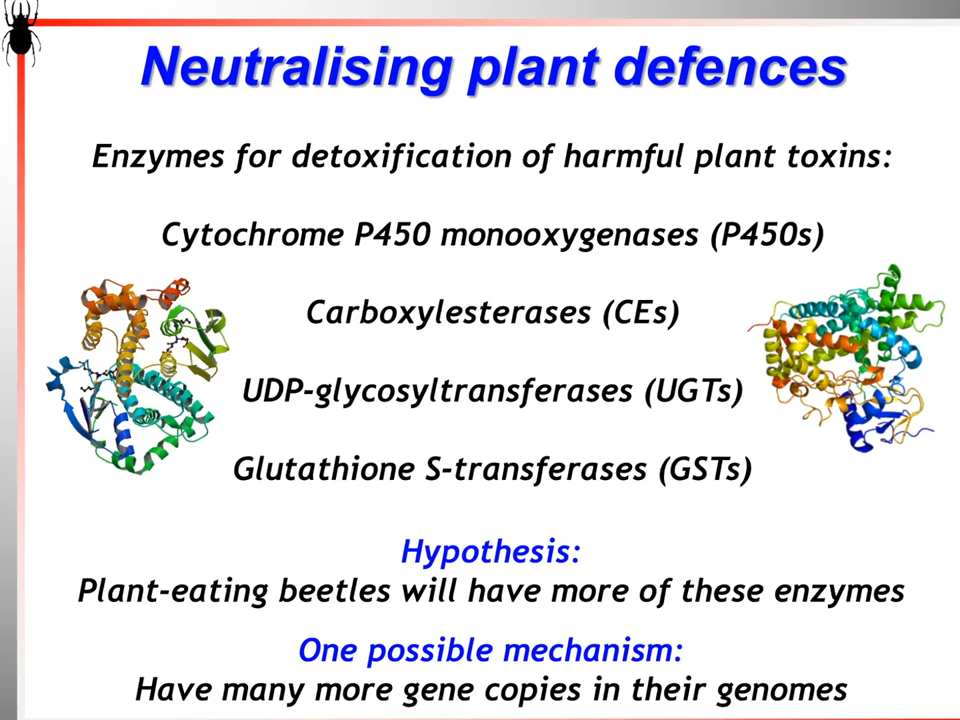 Neutralising plant defences
Enzymes for detoxification of harmful plant toxins:
Cytochrome P450 monooxygenases (P450s)
Carboxylesterases (CEs)
UDP-glycosyltransferases (UGTs)
Glutathione S-transferases (GSTs)
Hypothesis:
Plant-eating beetles will have more of these enzymes
One possible mechanism:
Have many more gene copies in their genomes